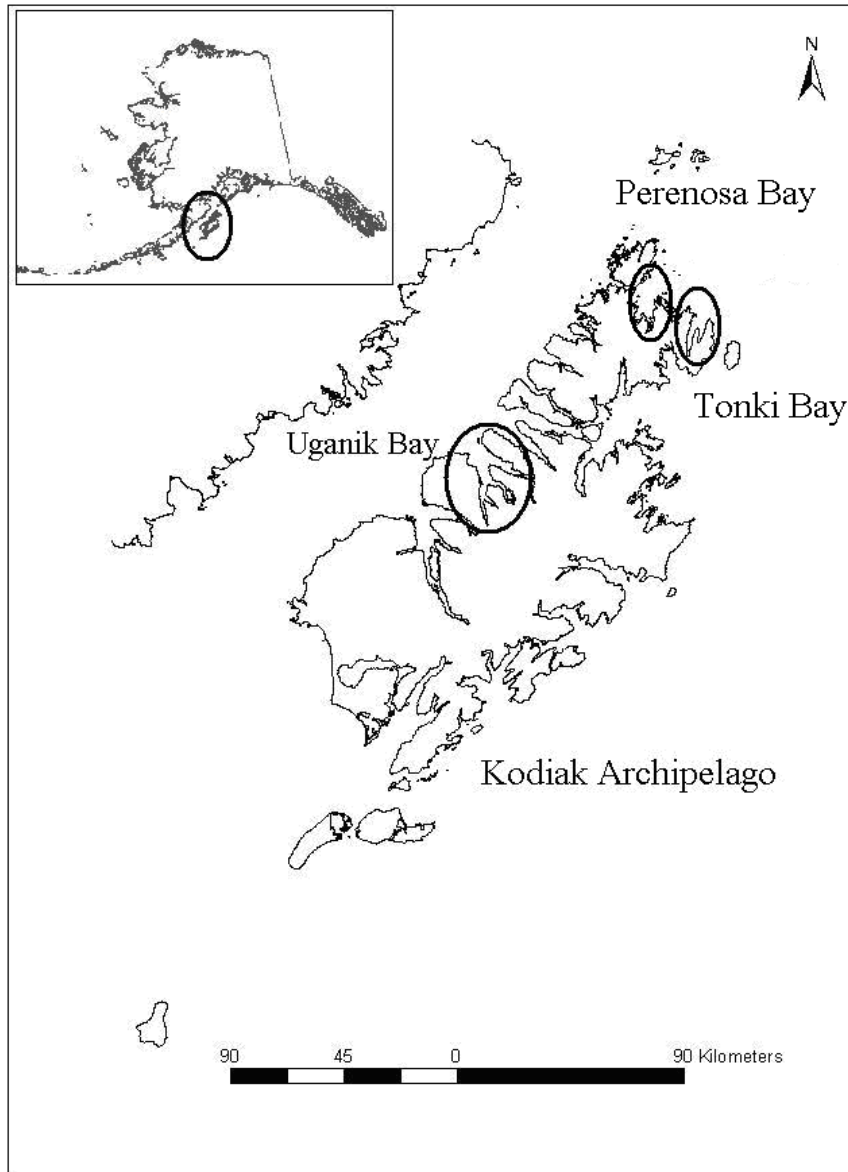 N
Perenosa Bay
Tonki Bay
Uganik Bay
Kodiak Archipelago
90 45 0 90 Kilometers